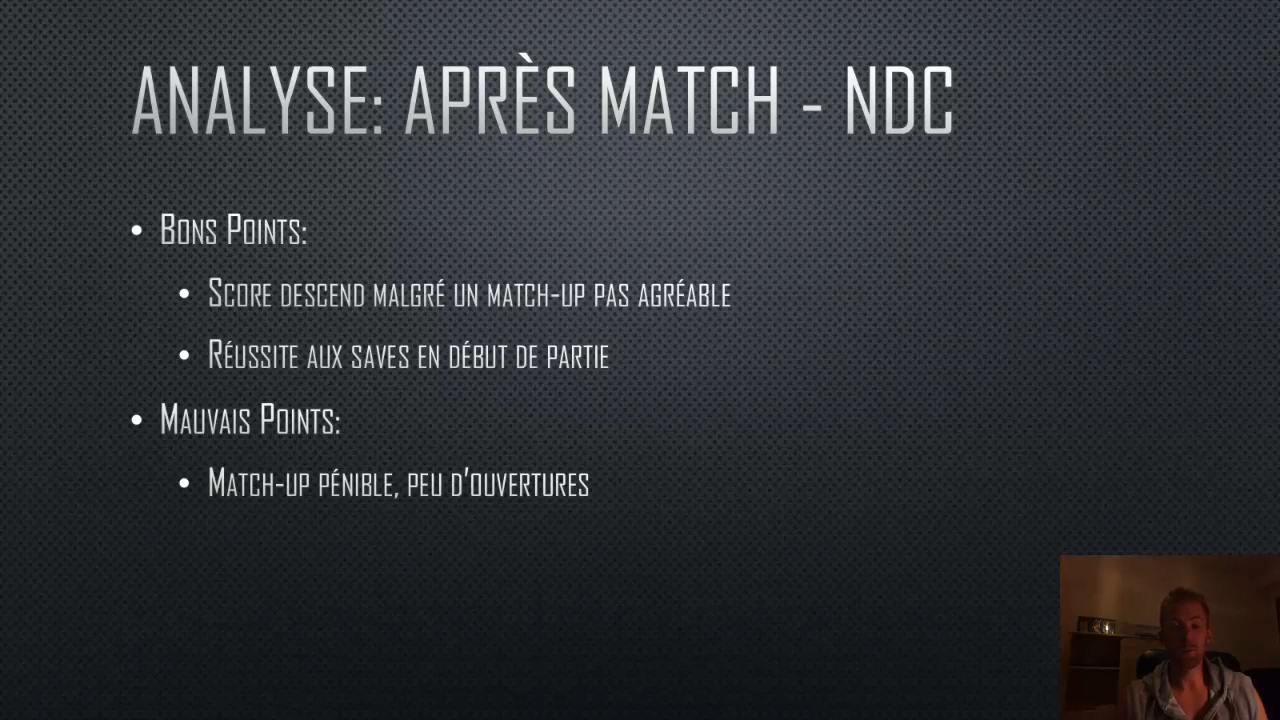 ANALYSE: APRÈS MATCH - NDC
• BONS POINTS:
• SCORE DESCEND MALGRÉ UN MATCH-UP PAS AGRÉABLE
• RÉUSSITE AUX SAVES EN DÉBUT DE PARTIE
• MAUVAIS POINTS:
• MATCH-UP PÉNIBLE, PEU D'OUVERTURES